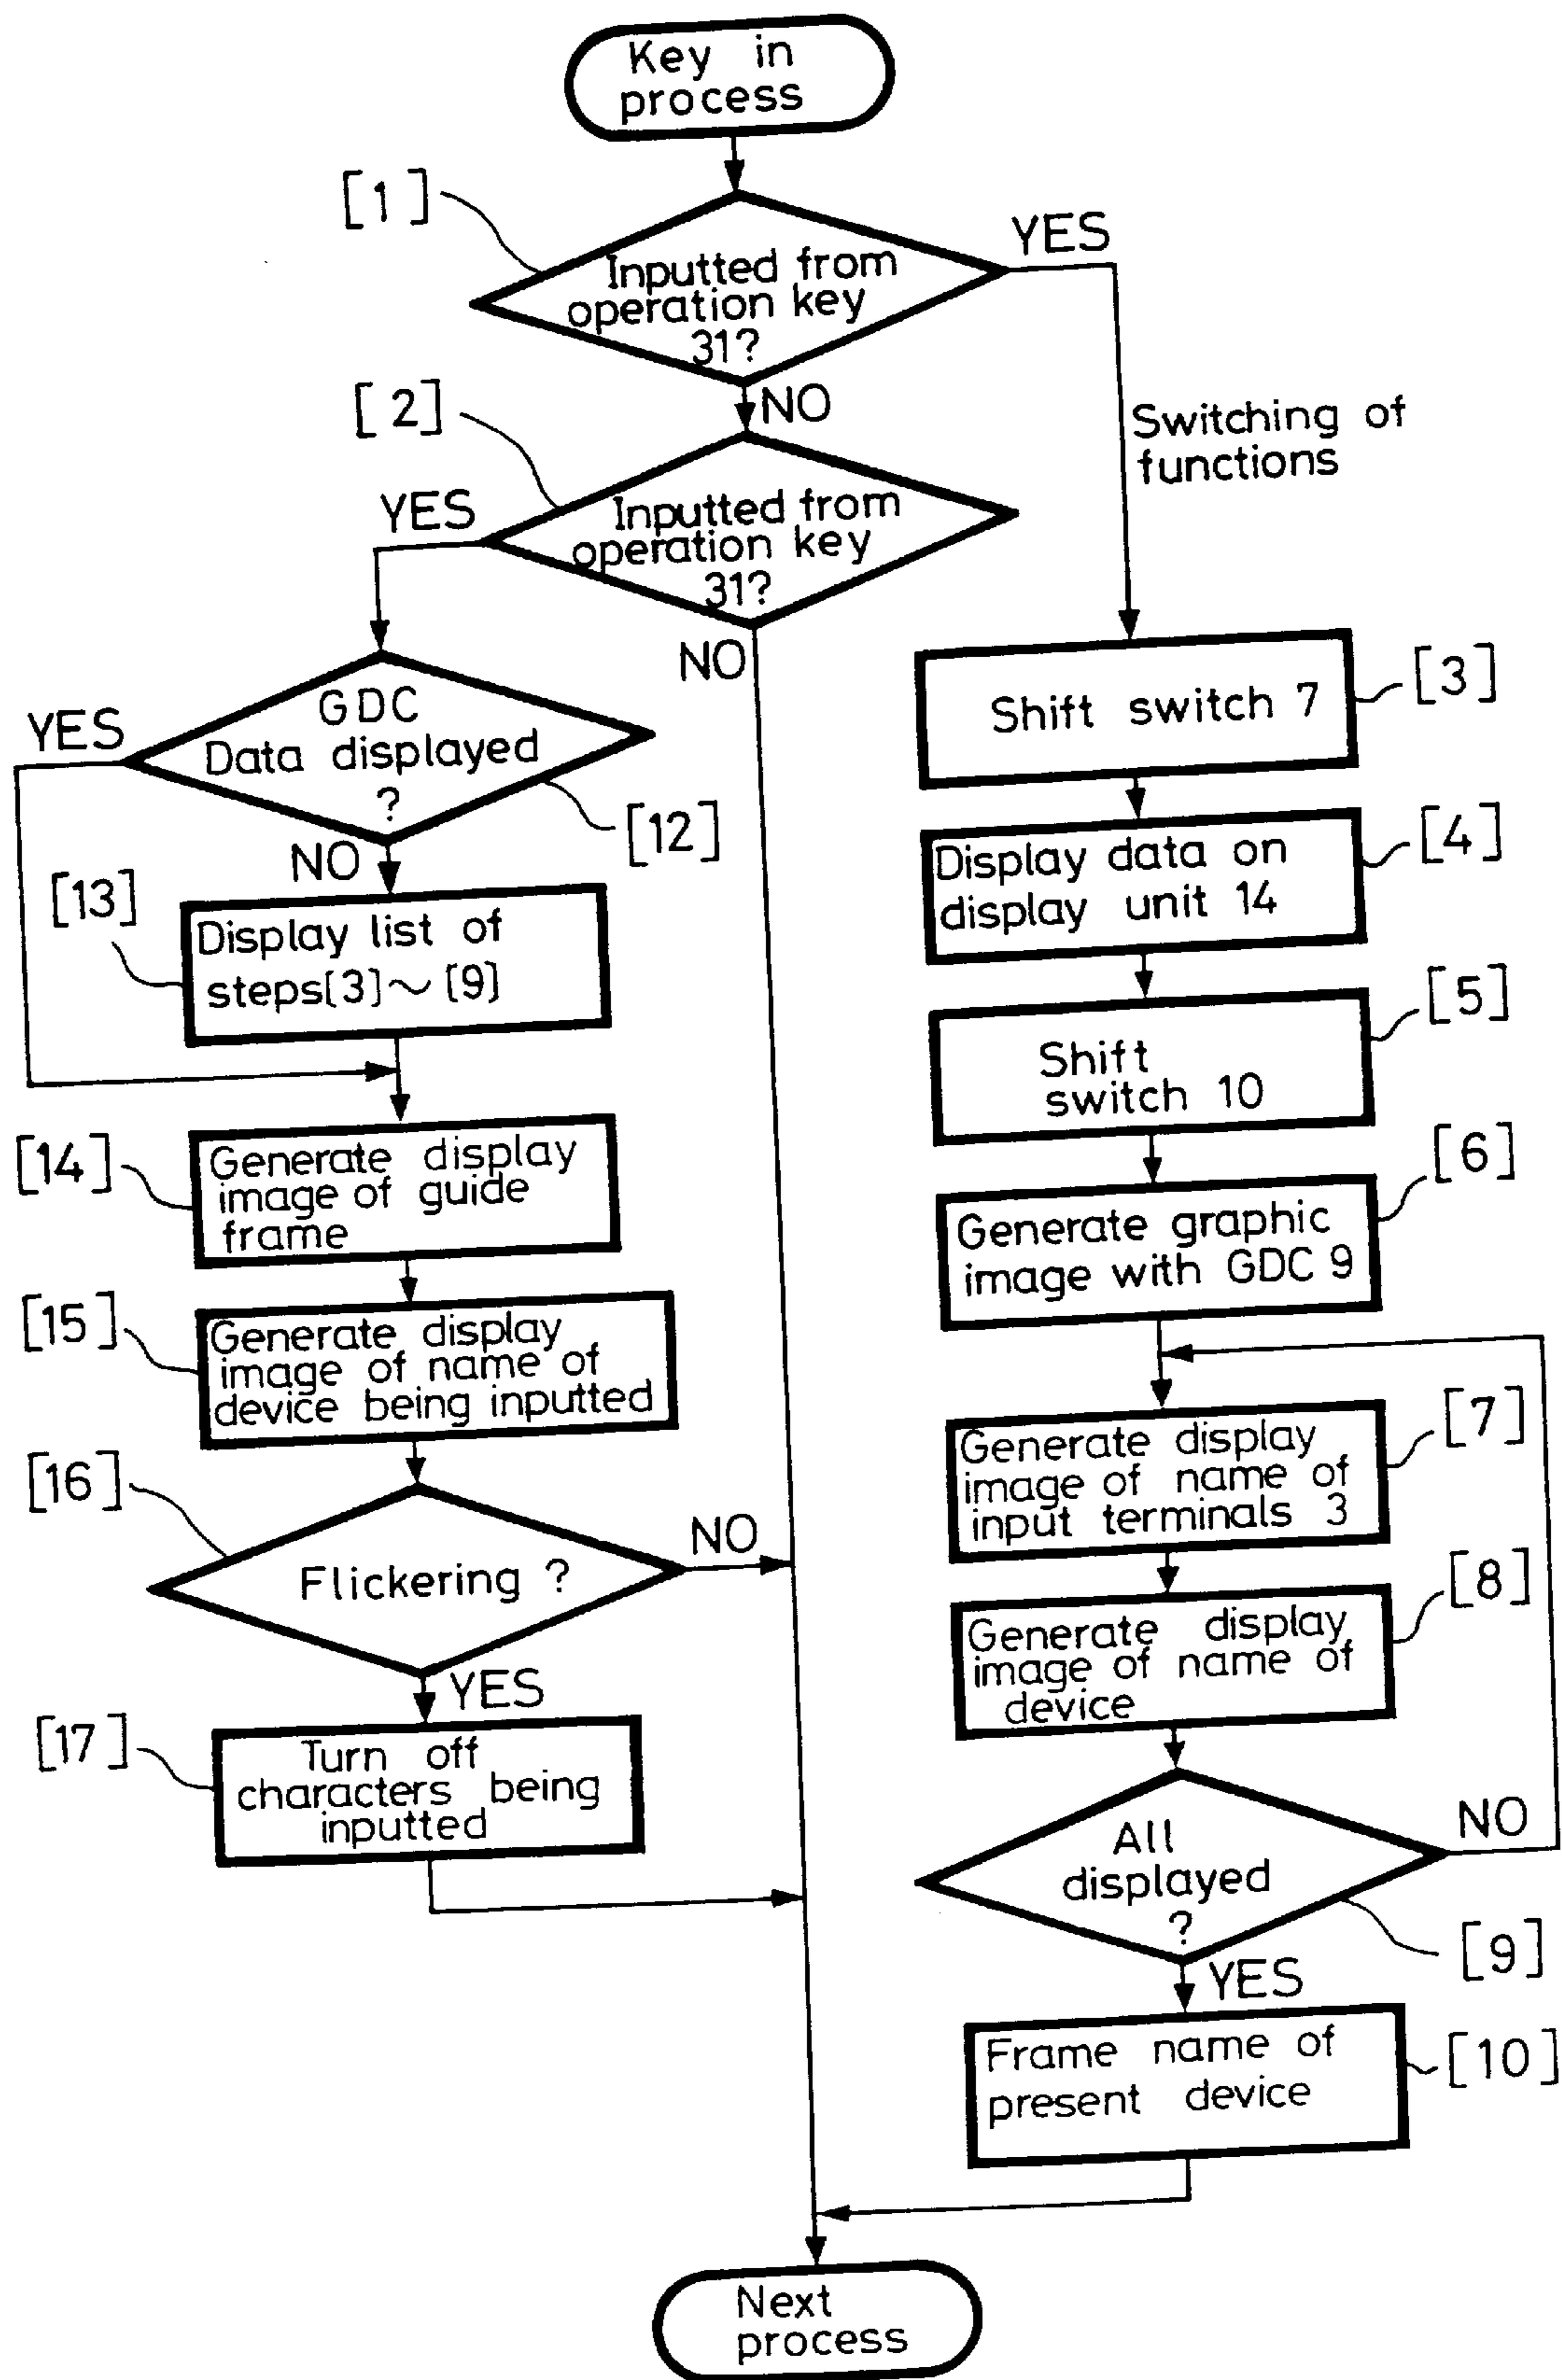 Key in
process
[1]
Inputted from
operation key
31?
YES
NO
Switching of
functions
[2]
Inputted from
operation key
31?
YES
NO
GDC
Data displayed
?
YES
[12]
NO
[13]
Display list of
steps[3]~[9]
[14]
Generate display
image of guide
frame
[15]
Generate display
image of name of
device being inputted
[16]
Flickering ?
NO
YES
[17]
Turn off
characters being
inputted
Shift switch 7
[3]
Display data on
display unit 14
[4]
Shift
switch 10
[5]
Generate graphic
image with GDC 9
[6]
Generate display
image of name of
input terminals 3
[7]
Generate display
image of name of
device
[8]
All
displayed
?
NO
[9]
YES
Frame name of
present device
[10]
Next
process